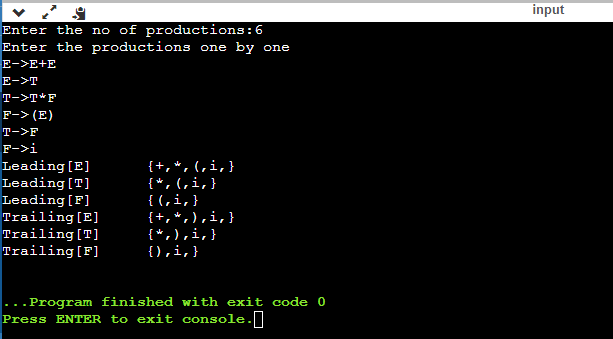 input
Enter the no of productions:6
Enter the productions one by one
E->E+E
E->T
T->T*F
F->(E)
T->F
F->i
Leading[E]      {+,*,(,i,}
Leading[T]      {*,(,i,}
Leading[F]      {(,i,}
Trailing[E]     {+,*,),i,}
Trailing[T]     {*,),i,}
Trailing[F]     {),i,}
...Program finished with exit code 0
Press ENTER to exit console.